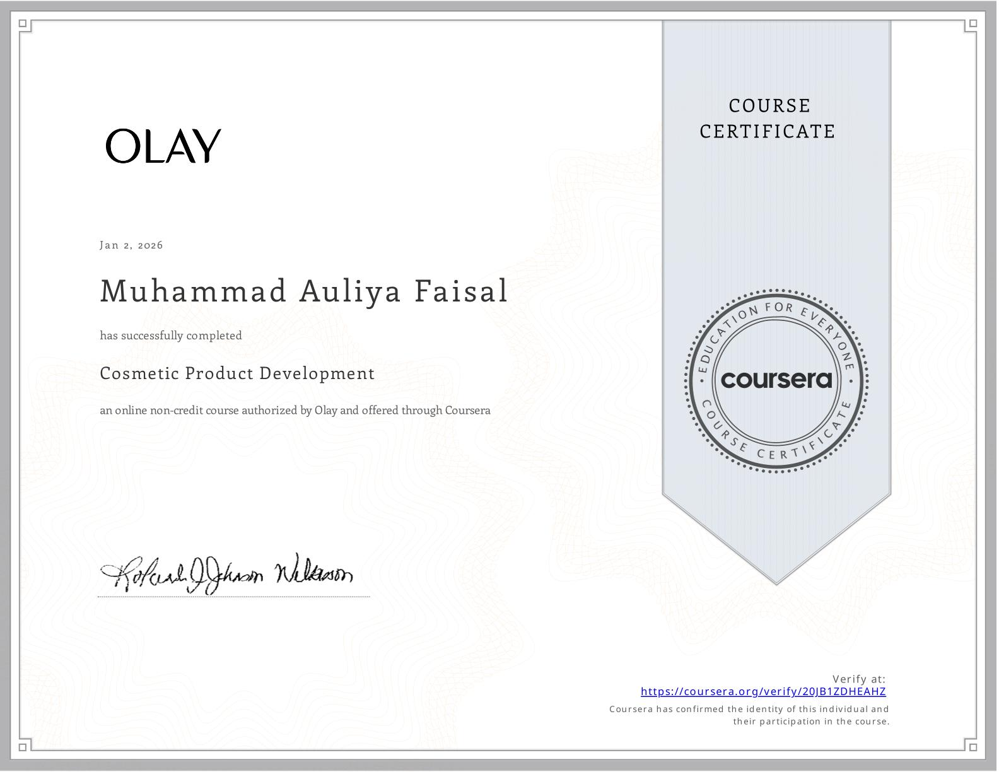 OLAY
COURSE
CERTIFICATE
Jan 2, 2026
Muhammad Auliya Faisal
has successfully completed
Cosmetic Product Development
an online non-credit course authorized by Olay and offered through Coursera
EDUCATION FOR EVERYONE
coursera
COURSE CERTIFICATE
Johnson
Verify at:
https://coursera.org/verify/20JB1ZDHEAHZ
Coursera has confirmed the identity of this individual and
their participation in the course.